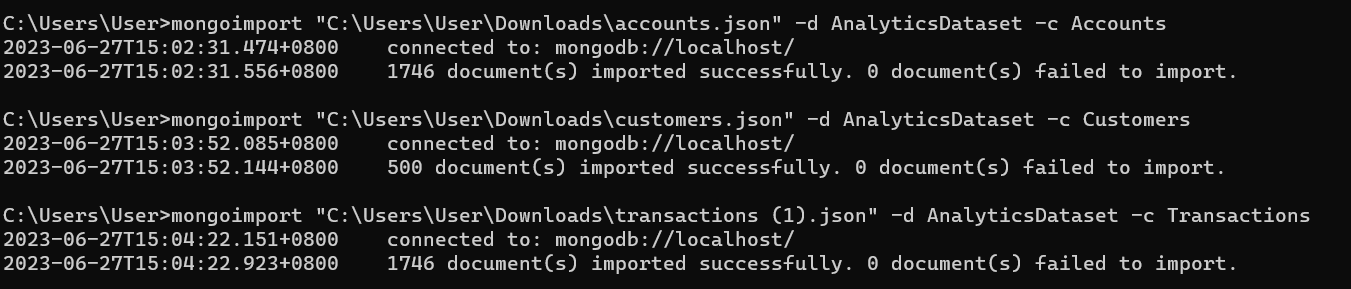 C:\Users\User>mongoimport "C:\Users\User\Downloads\accounts.json" -d AnalyticsDataset -c Accounts
2023-06-27T15:02:31.474+0800    connected to: mongodb://localhost/
2023-06-27T15:02:31.556+0800    1746 document(s) imported successfully. 0 document(s) failed to import.
C:\Users\User>mongoimport "C:\Users\User\Downloads\customers.json" -d AnalyticsDataset -c Customers
2023-06-27T15:03:52.085+0800    connected to: mongodb://localhost/
2023-06-27T15:03:52.144+0800    500 document(s) imported successfully. 0 document(s) failed to import.
C:\Users\User>mongoimport "C:\Users\User\Downloads\transactions (1).json" -d AnalyticsDataset -c Transactions
2023-06-27T15:04:22.151+0800    connected to: mongodb://localhost/
2023-06-27T15:04:22.923+0800    1746 document(s) imported successfully. 0 document(s) failed to import.